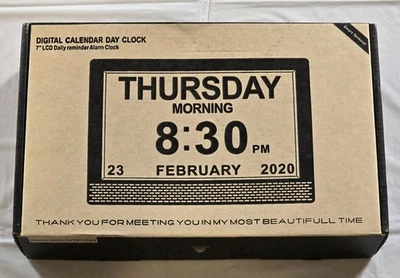 DIGITAL CALENDAR DAY CLOCK
7" LCD Daily reminder Alarm Clock
THURSDAY
MORNING
8:30 PM
23 FEBRUARY 2020
THANK YOU FOR MEETING YOU IN MY MOST BEAUTIFULL TIME